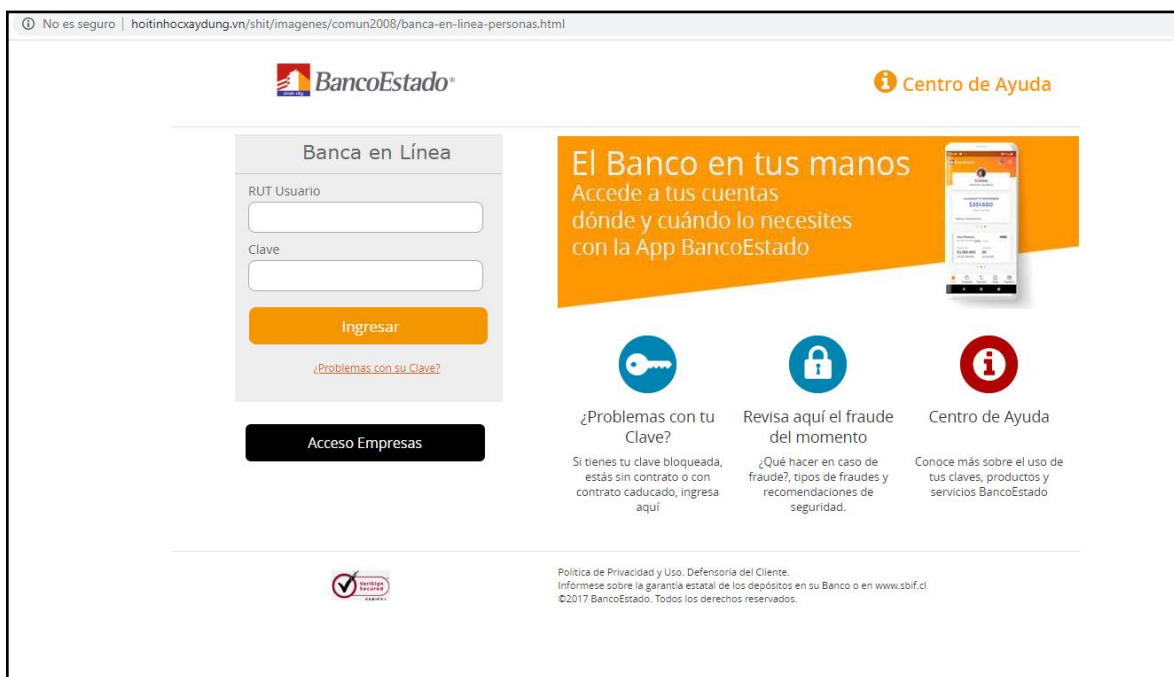 No es seguro | hoitinhocxaydung.vn/shit/imagenes/comun2008/banca-en-linea-personas.html
BancoEstado®
Centro de Ayuda
Banca en Línea
RUT Usuario
Clave
Ingresar
¿Problemas con su Clave?
Acceso Empresas
El Banco en tus manos
Accede a tus cuentas
dónde y cuándo lo necesites
con la App BancoEstado
¿Problemas con tu
Clave?
Si tienes tu clave bloqueada,
estás sin contrato o con
contrato caducado, ingresa
aquí
Revisa aquí el fraude
del momento
¿Qué hacer en caso de
fraude?, tipos de fraudes y
recomendaciones de
seguridad.
Centro de Ayuda
Conoce más sobre el uso de
tus claves, productos y
servicios BancoEstado
VeriSign
Secured
Política de Privacidad y Uso. Defensoría del Cliente.
Infórmese sobre la garantía estatal de los depósitos en su Banco o en www.sbif.cl
©2017 BancoEstado. Todos los derechos reservados.